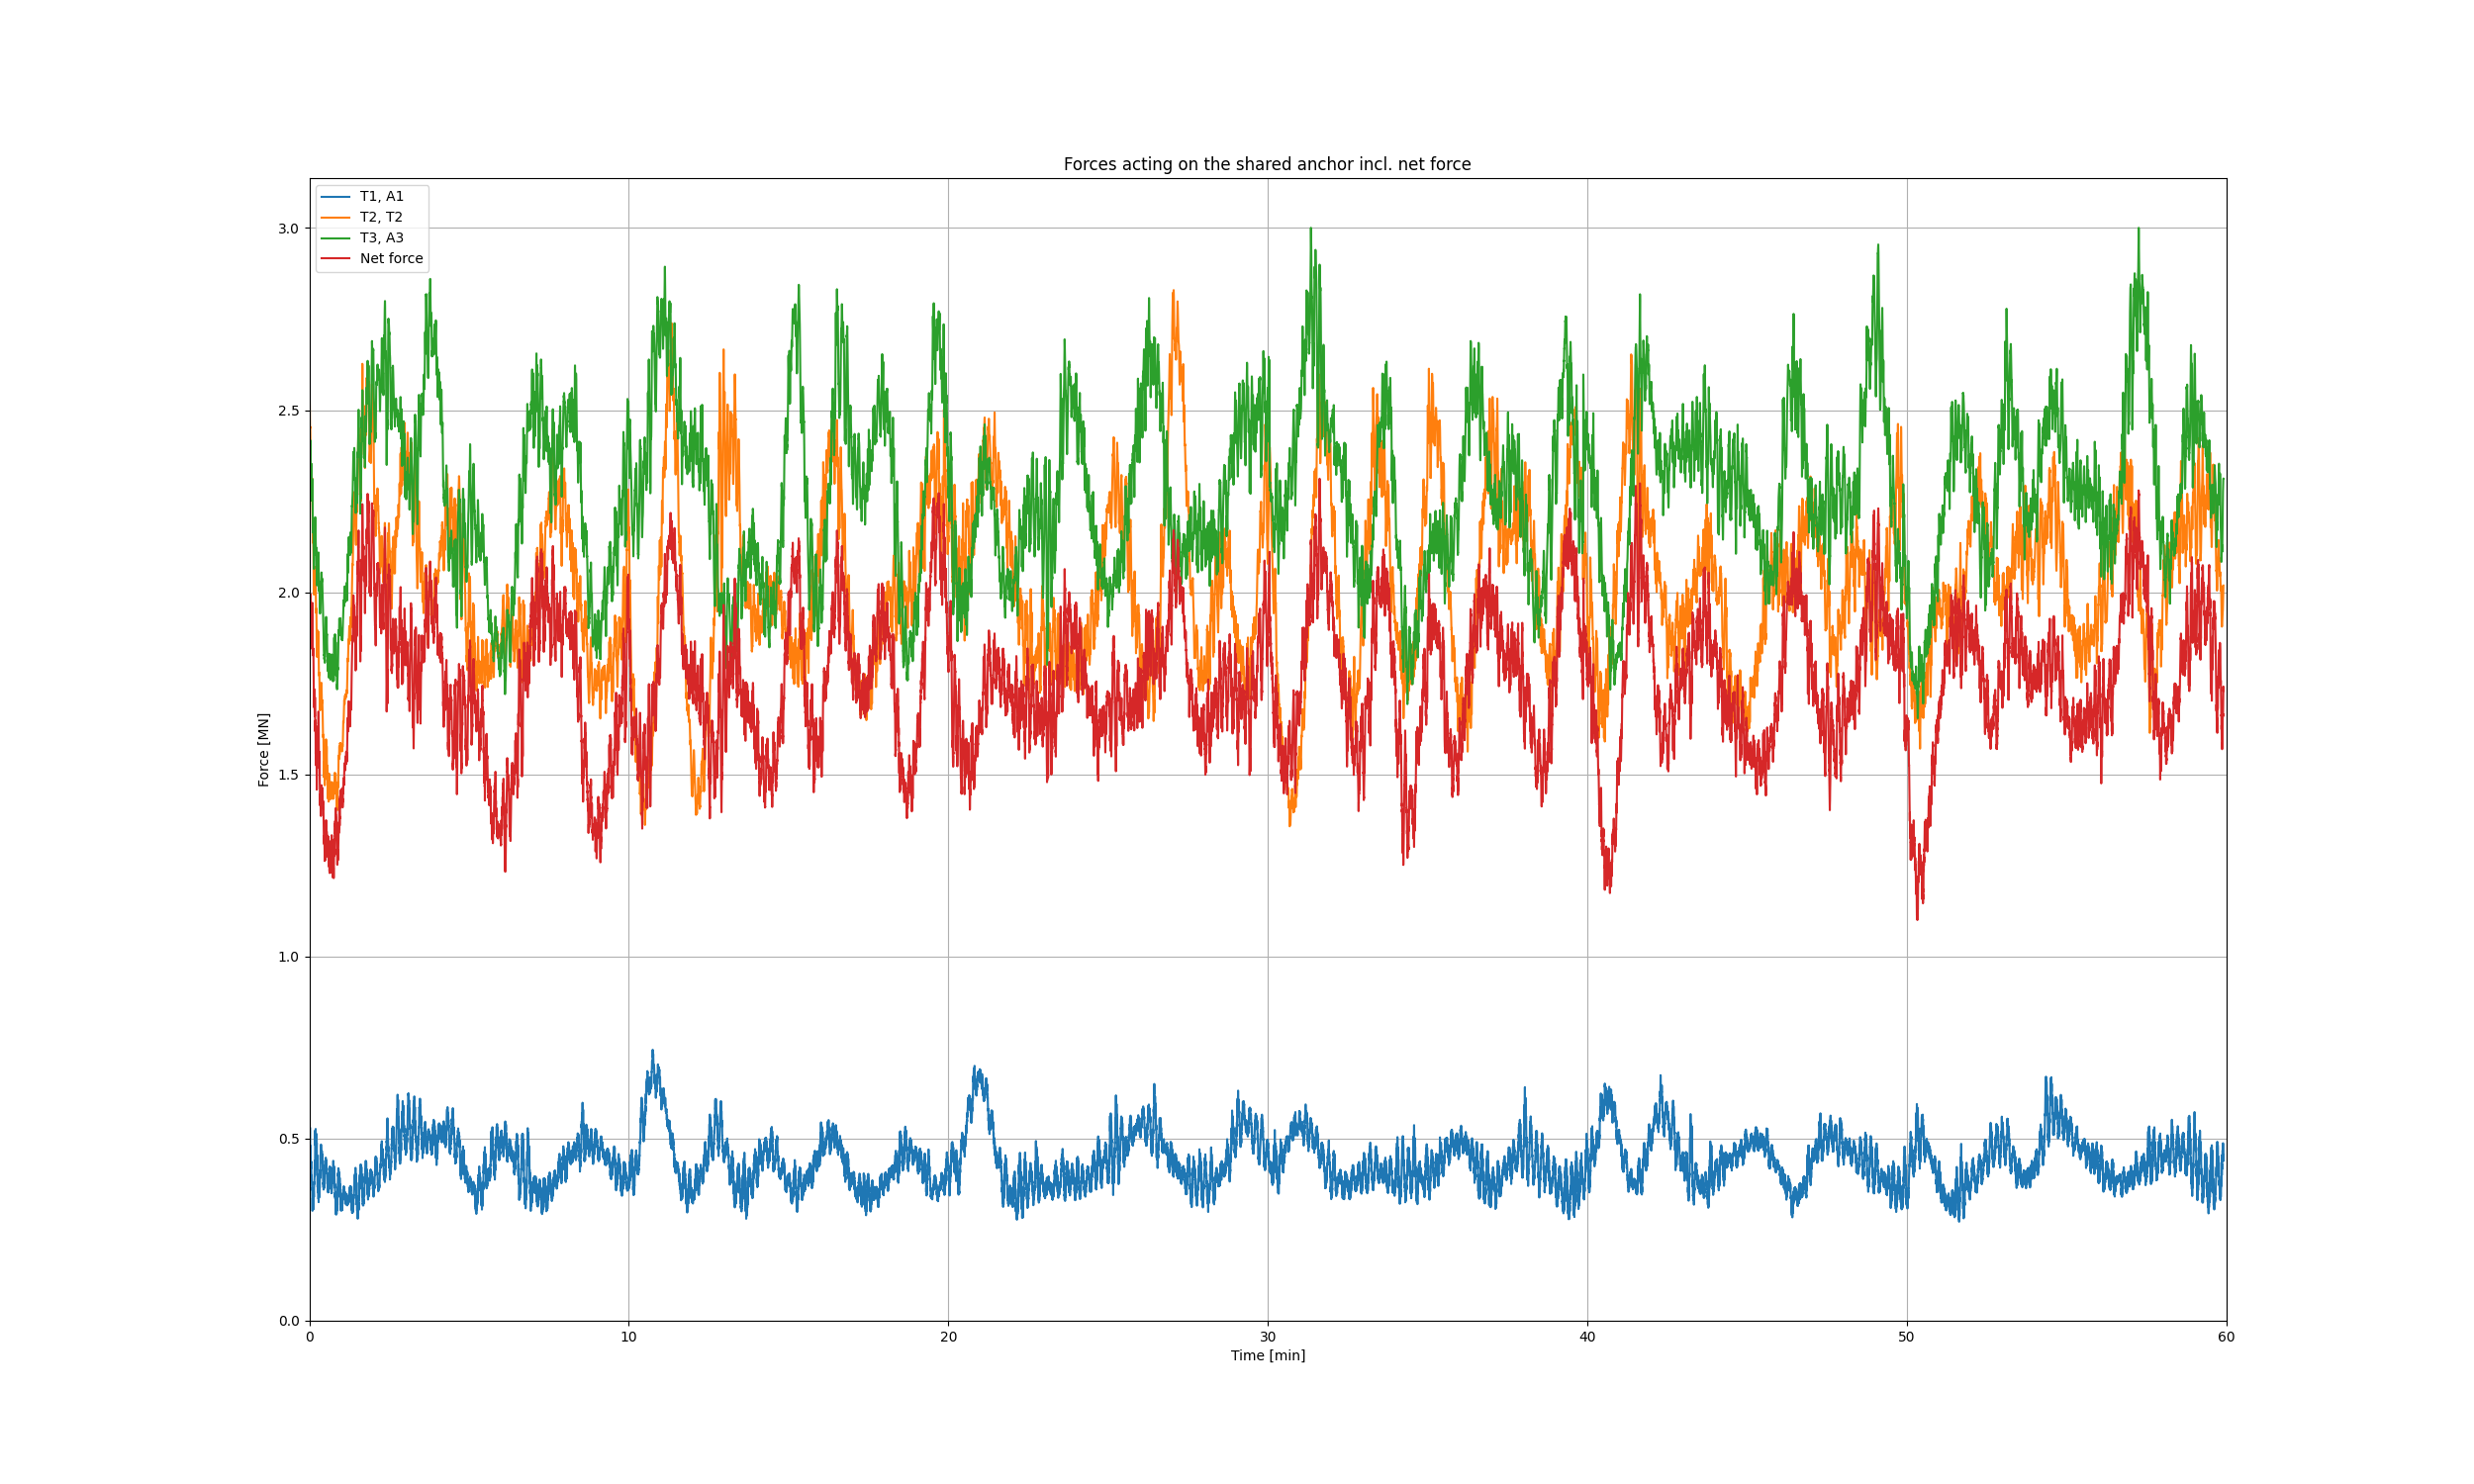 Forces acting on the shared anchor incl. net force
T1, A1
T2, T2
T3, A3
Net force
3.0
2.5
2.0
1.5
1.0
0.5
0.0
Force [MN]
0 10 20 30 40 50 60
Time [min]